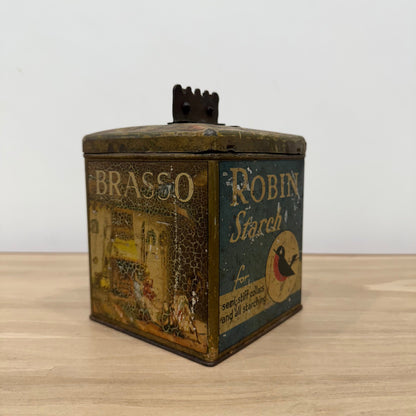 BRASSO
ROBIN
Starch
for
semi-stiff collars
and all starching